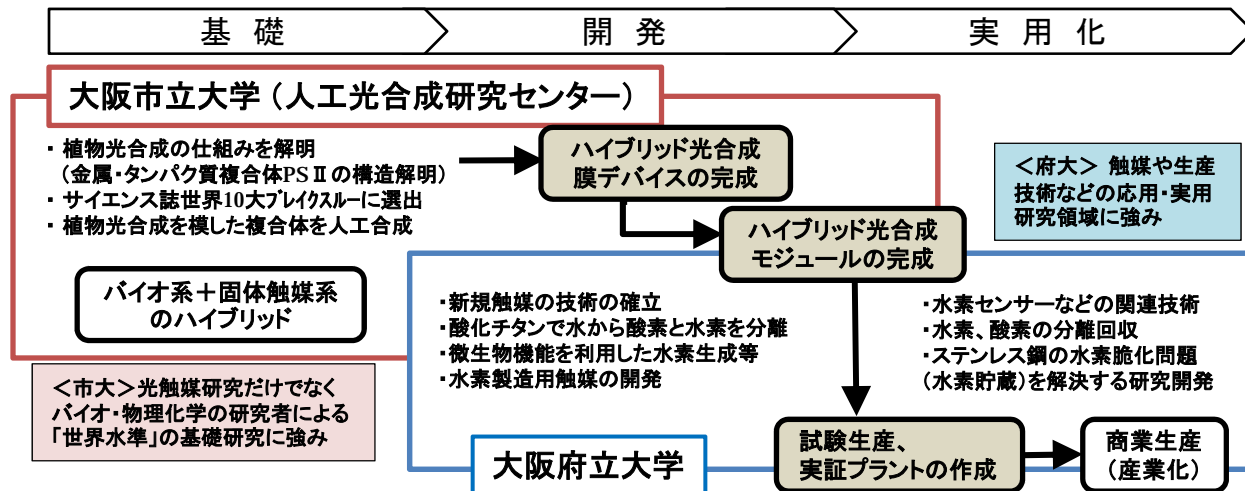 基 礎
開 発
実 用 化
大阪市立大学（人工光合成研究センター）
・植物光合成の仕組みを解明
（金属・タンパク質複合体PSⅡの構造解明）
・サイエンス誌世界10大ﾌﾞﾚｲｸｽﾙｰに選出
・植物光合成を模した複合体を人工合成
ハイブリッド光合成
膜デバイスの完成
＜府大＞ 触媒や生産
技術などの応用・実用
研究領域に強み
ハイブリッド光合成
モジュールの完成
バイオ系＋固体触媒系
のハイブリッド
・新規触媒の技術の確立
・酸化チタンで水から酸素と水素を分離
・微生物機能を利用した水素生成等
・水素製造用触媒の開発
・水素センサーなどの関連技術
・水素、酸素の分離回収
・ステンレス鋼の水素脆化問題
（水素貯蔵）を解決する研究開発
＜市大＞光触媒研究だけでなく
バイオ・物理化学の研究者による
「世界水準」の基礎研究に強み
大阪府立大学
試験生産、
実証プラントの作成
商業生産
（産業化）